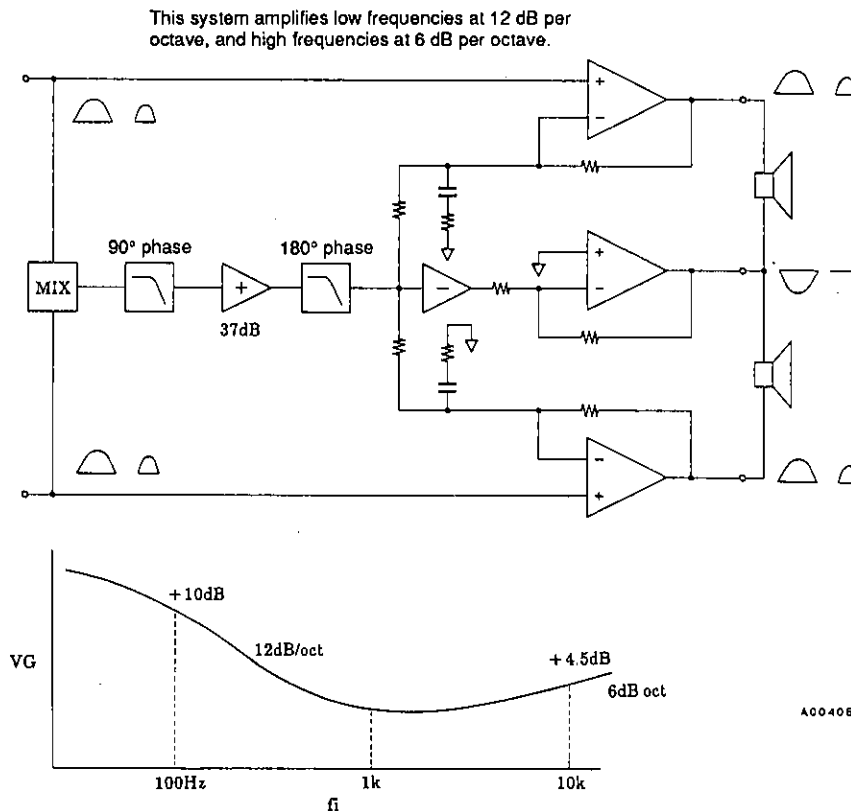 This system amplifies low frequencies at 12 dB per
octave, and high frequencies at 6 dB per octave.
+
−
90° phase
180° phase
MIX
+
37dB
−
+
−
−
+
+10dB
12dB/oct
+4.5dB
6dB oct
VG
100Hz
1k
10k
fi
A00406